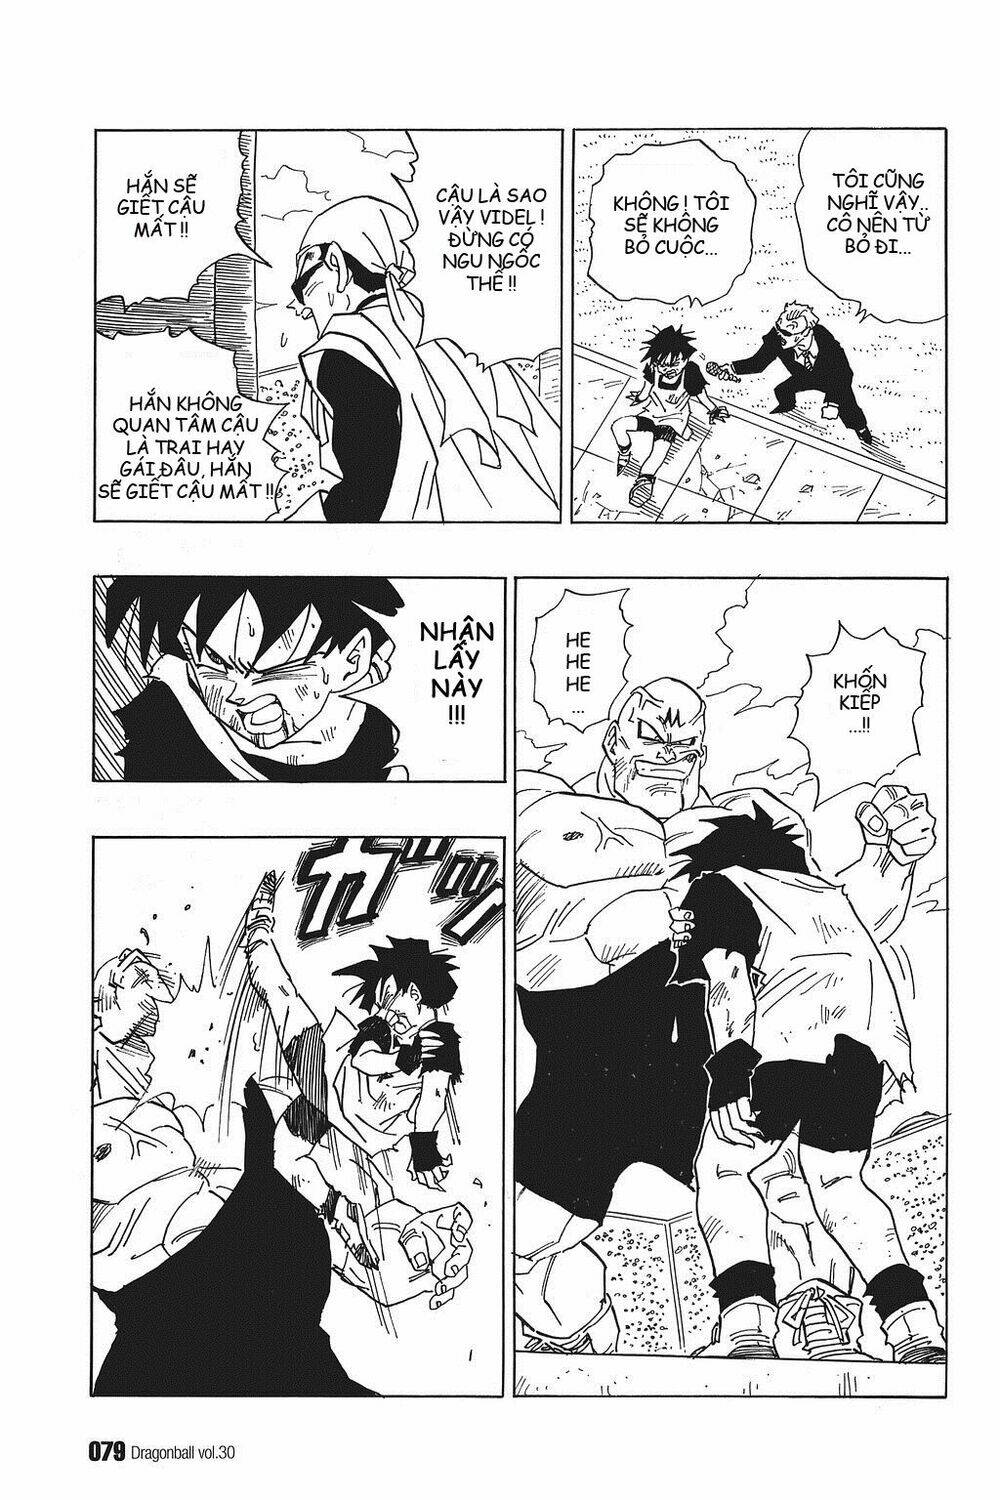 TÔI CŨNG
NGHĨ VẬY..
CÔ NÊN TỪ
BỎ ĐI...
KHÔNG! TÔI
SẼ KHÔNG
BỎ CUỘC...
CẬU LÀ SAO
VẬY VIDEL!
ĐỪNG CÓ
NGU NGỐC
THẾ!!
HẮN SẼ
GIẾT CẬU
MẤT!!
HẮN KHÔNG
QUAN TÂM CẬU
LÀ TRAI HAY
GÁI ĐÂU, HẮN
SẼ GIẾT CẬU MẤT!!
KHỐN
KIẾP
...!!
HE
HE
HE
...
NHẬN
LẤY
NÀY
!!!
079 Dragonball vol.30